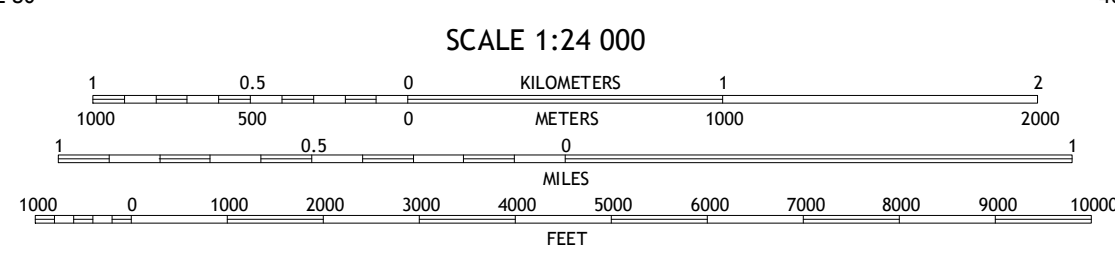 SCALE 1:24 000
1 0.5 0 KILOMETERS 1 2
1000 500 0 METERS 1000 2000
1 0.5 0 1
MILES
1000 0 1000 2000 3000 4000 5000 6000 7000 8000 9000 10000
FEET